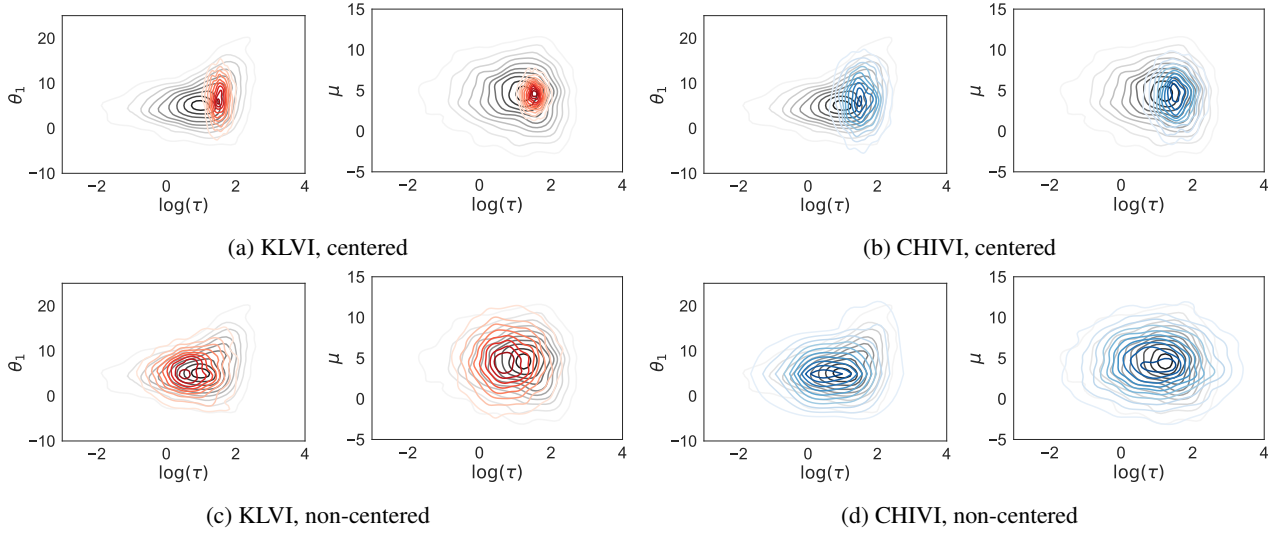 20
10
0
−10
θ₁
−2 0 2 4
log(τ)
15
10
5
0
−5
μ
−2 0 2 4
log(τ)
(a) KLVI, centered
20
10
0
−10
θ₁
−2 0 2 4
log(τ)
15
10
5
0
−5
μ
−2 0 2 4
log(τ)
(b) CHIVI, centered
20
10
0
−10
θ₁
−2 0 2 4
log(τ)
15
10
5
0
−5
μ
−2 0 2 4
log(τ)
(c) KLVI, non-centered
20
10
0
−10
θ₁
−2 0 2 4
log(τ)
15
10
5
0
−5
μ
−2 0 2 4
log(τ)
(d) CHIVI, non-centered